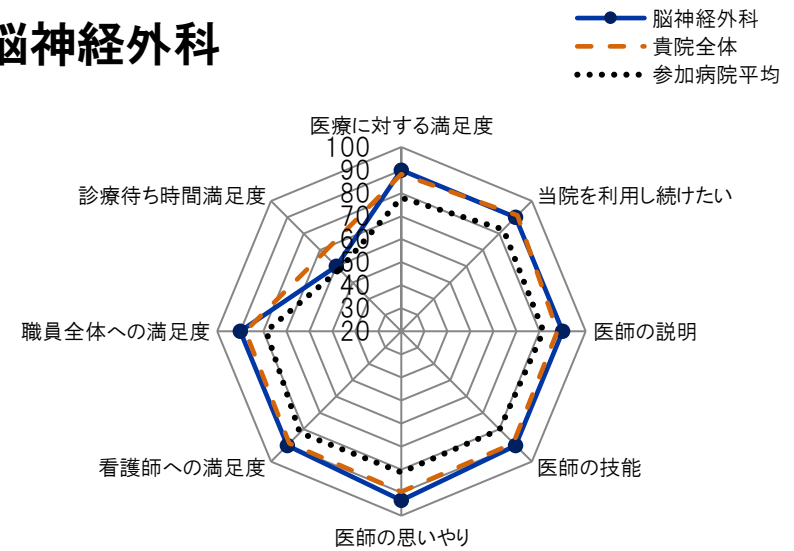 脳神経外科
脳神経外科
貴院全体
参加病院平均
医療に対する満足度
100
90
80
70
60
50
40
30
20
当院を利用し続けたい
医師の説明
医師の技能
医師の思いやり
看護師への満足度
職員全体への満足度
診療待ち時間満足度